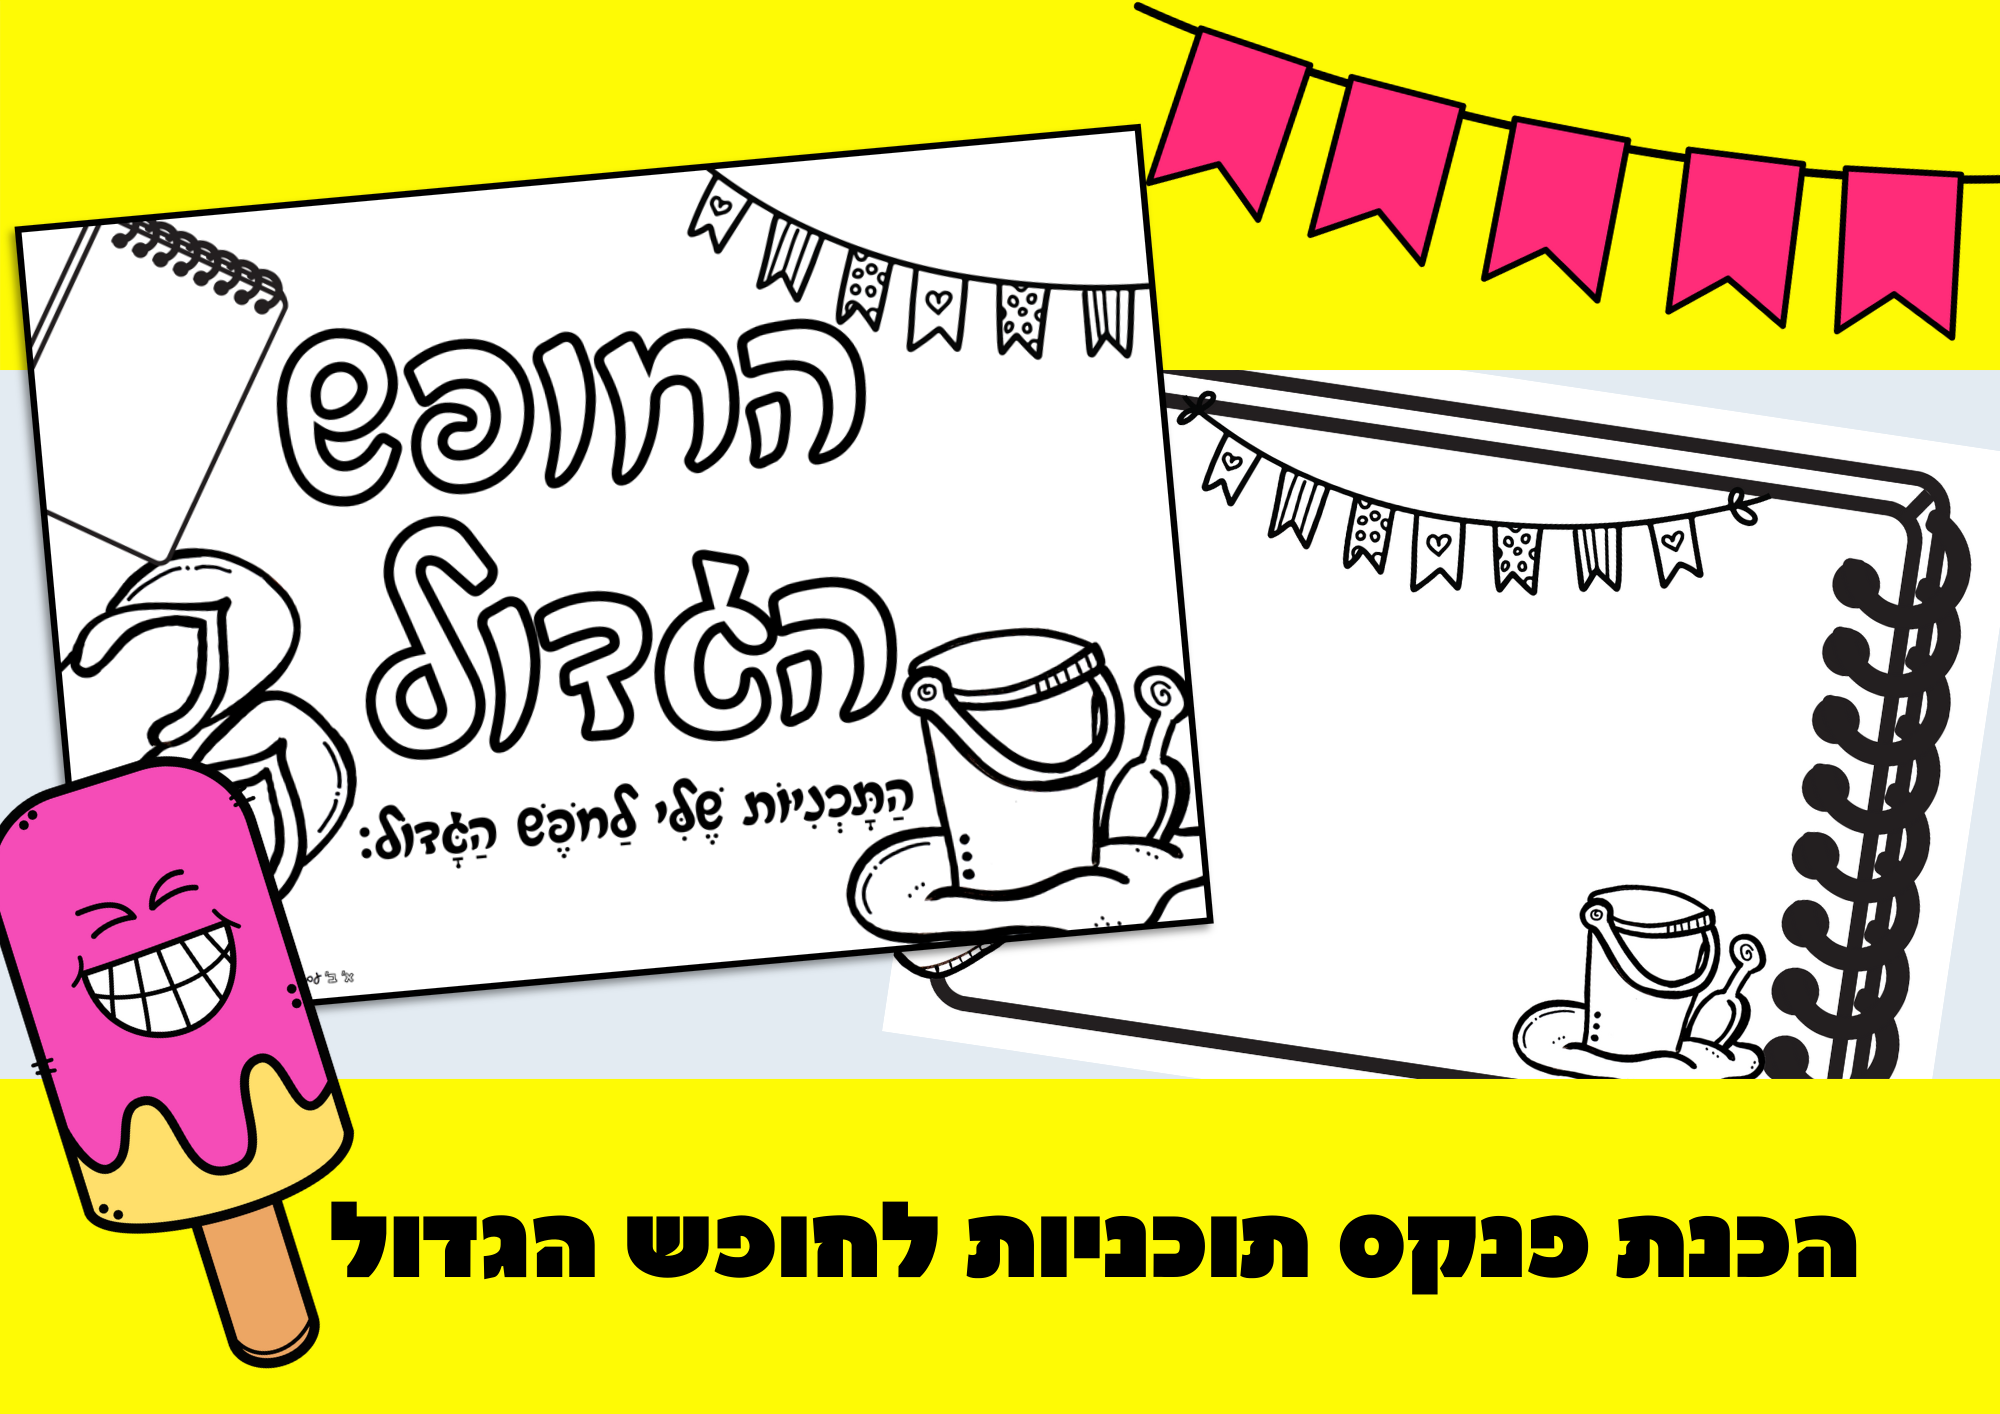 החופש
הגדול
הַתָּכְנִיּוֹת שֶׁלִּי לַחֹפֶשׁ הַגָּדוֹל:
הכנת פנקס תוכניות לחופש הגדול